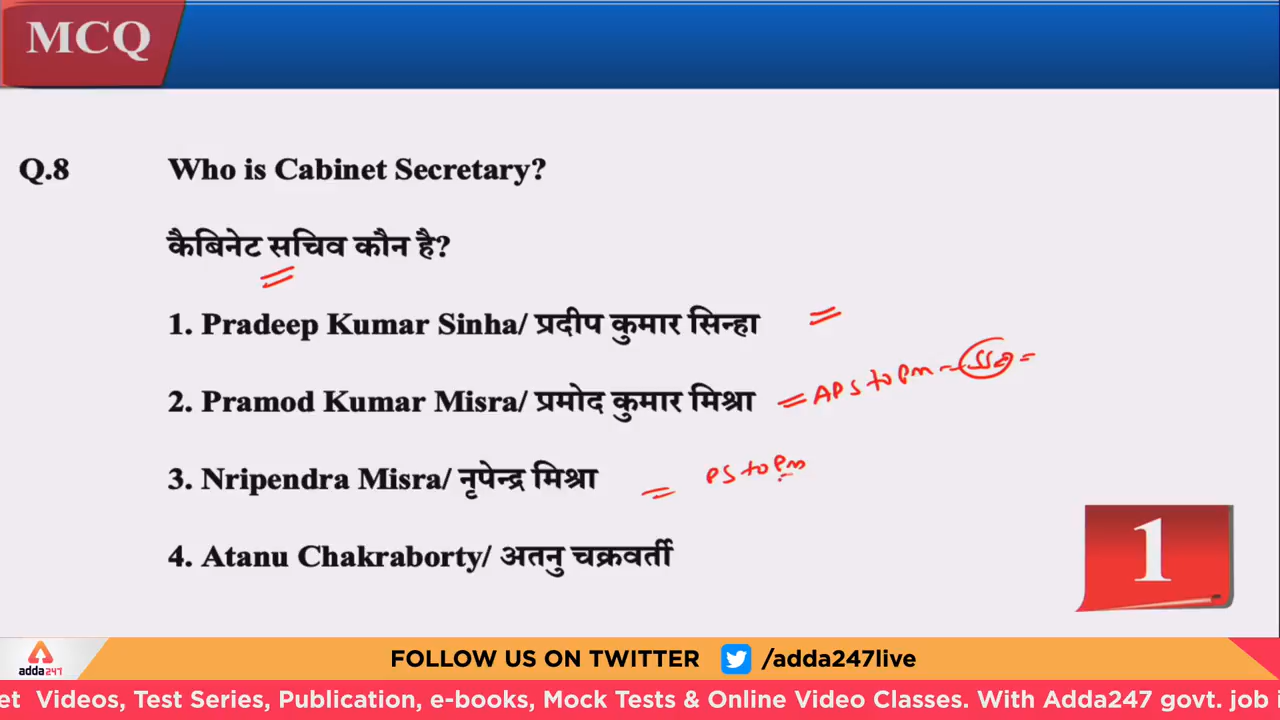 MCQ
Q.8 Who is Cabinet Secretary?
कैबिनेट सचिव कौन है?
1. Pradeep Kumar Sinha/ प्रदीप कुमार सिन्हा
2. Pramod Kumar Misra/ प्रमोद कुमार मिश्रा = APS to PM -
3. Nripendra Misra/ नृपेन्द्र मिश्रा = PS to PM
4. Atanu Chakraborty/ अतनु चक्रवर्ती
1
adda247
FOLLOW US ON TWITTER /adda247live
et Videos, Test Series, Publication, e-books, Mock Tests & Online Video Classes. With Adda247 govt. job